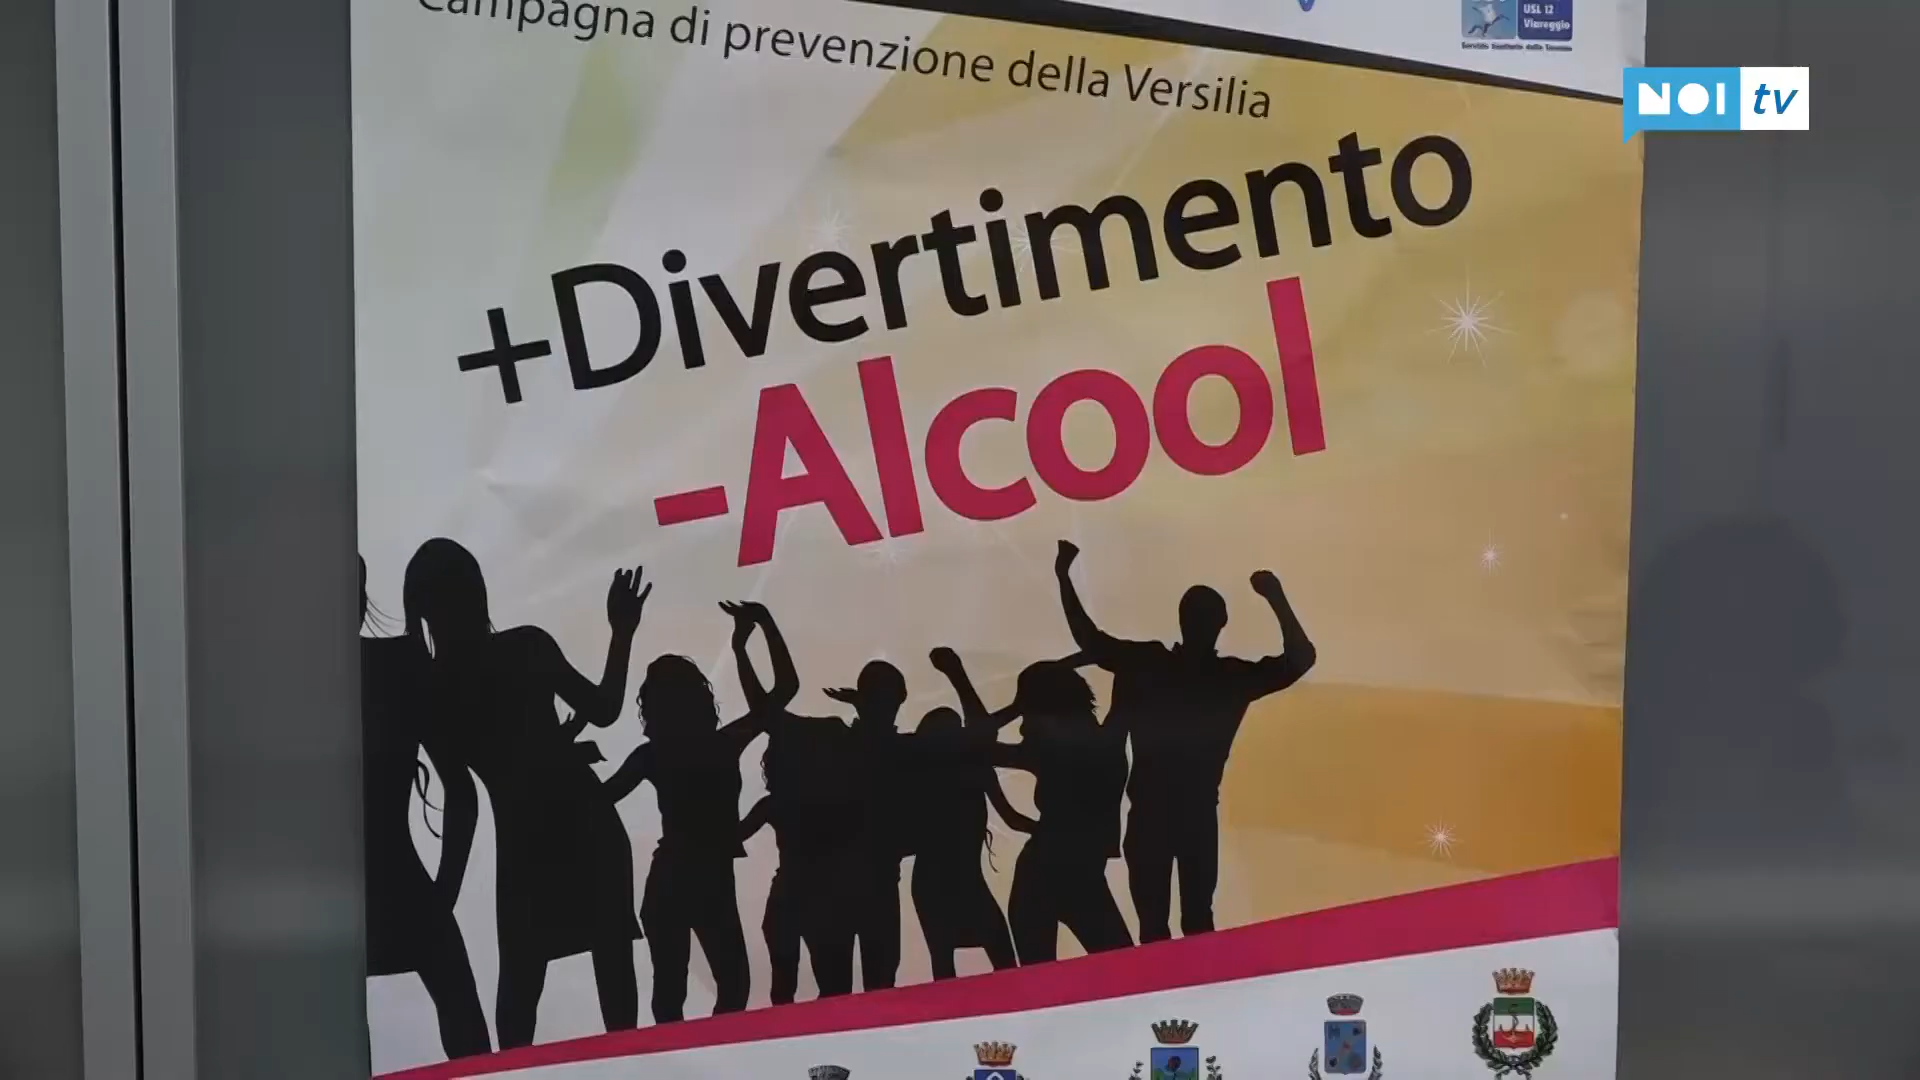 Campagna di prevenzione della Versilia
USL 12
Viareggio
NOI tv
+Divertimento
-Alcool